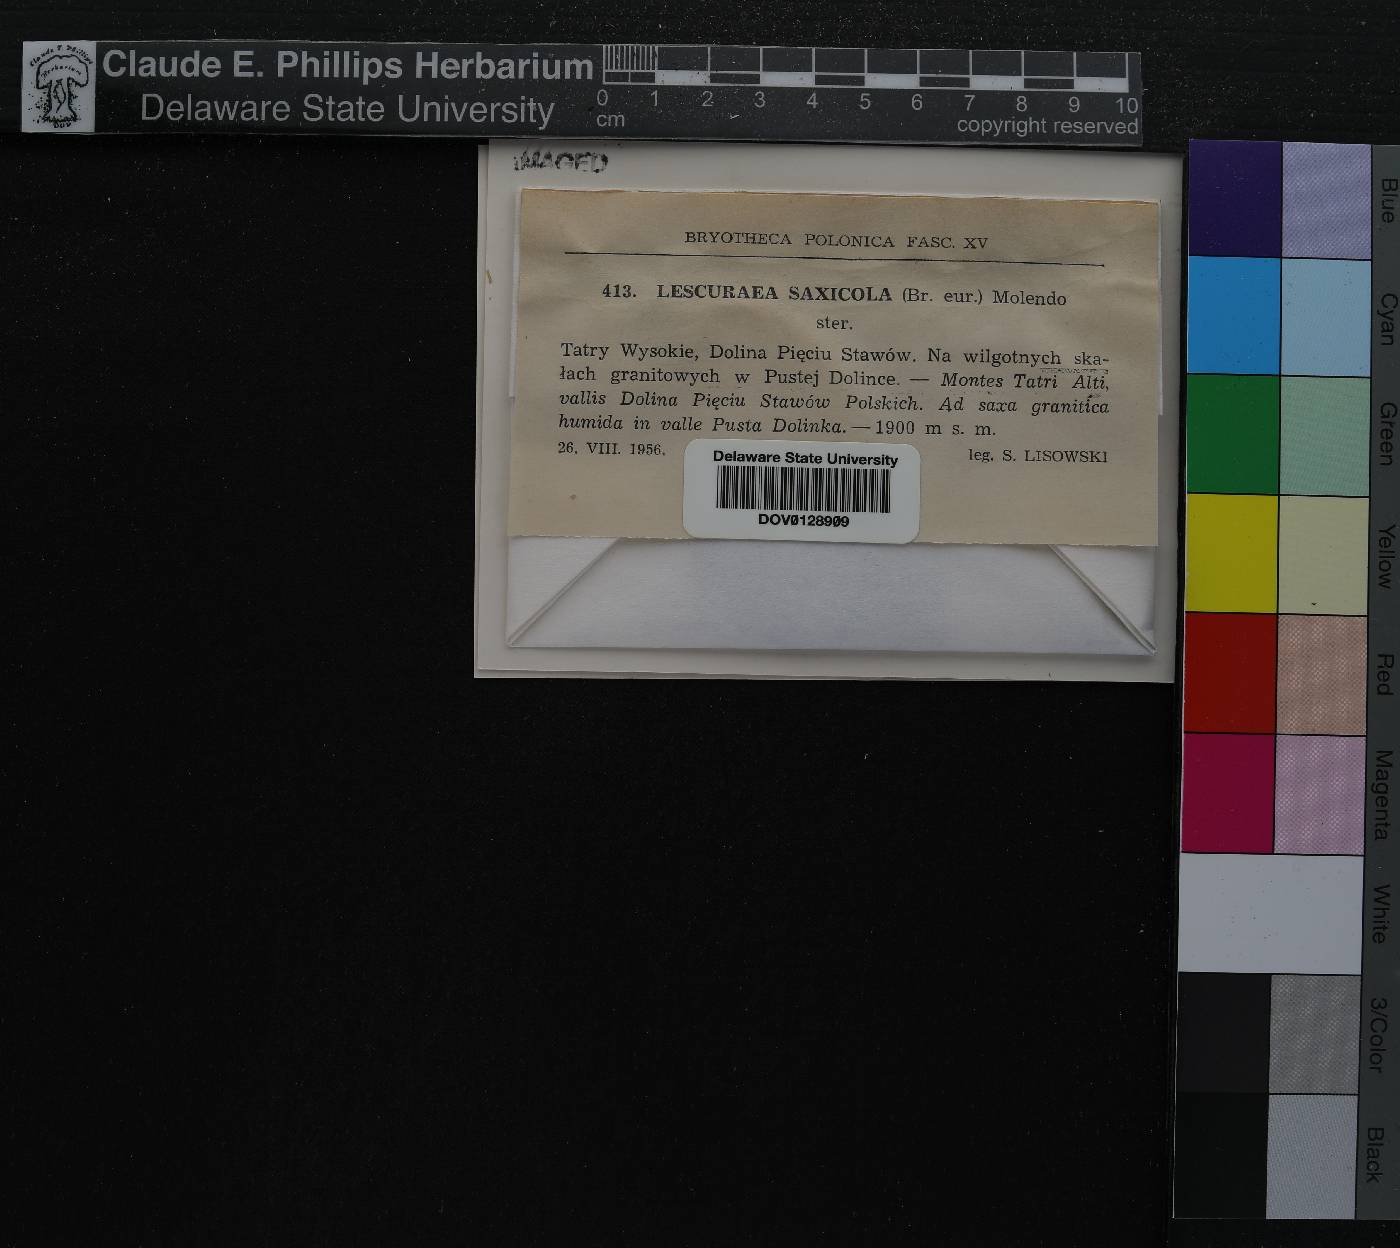 Claude E. Phillips Herbarium
Delaware State University
0 1 2 3 4 5 6 7 8 9 10
cm
copyright reserved
IMAGED
BRYOTHECA POLONICA FASC. XV
413. LESCURAEA SAXICOLA (Br. eur.) Molendo
ster.
Tatry Wysokie, Dolina Pięciu Stawów. Na wilgotnych ska-
łach granitowych w Pustej Dolince. — Montes Tatri Alti,
vallis Dolina Pięciu Stawów Polskich. Ad saxa granitica
humida in valle Pusta Dolinka. — 1900 m s. m.
26. VIII. 1956. leg. S. LISOWSKI
Delaware State University
DOV0128909
Blue
Cyan
Green
Yellow
Red
Magenta
White
3/Color
Black